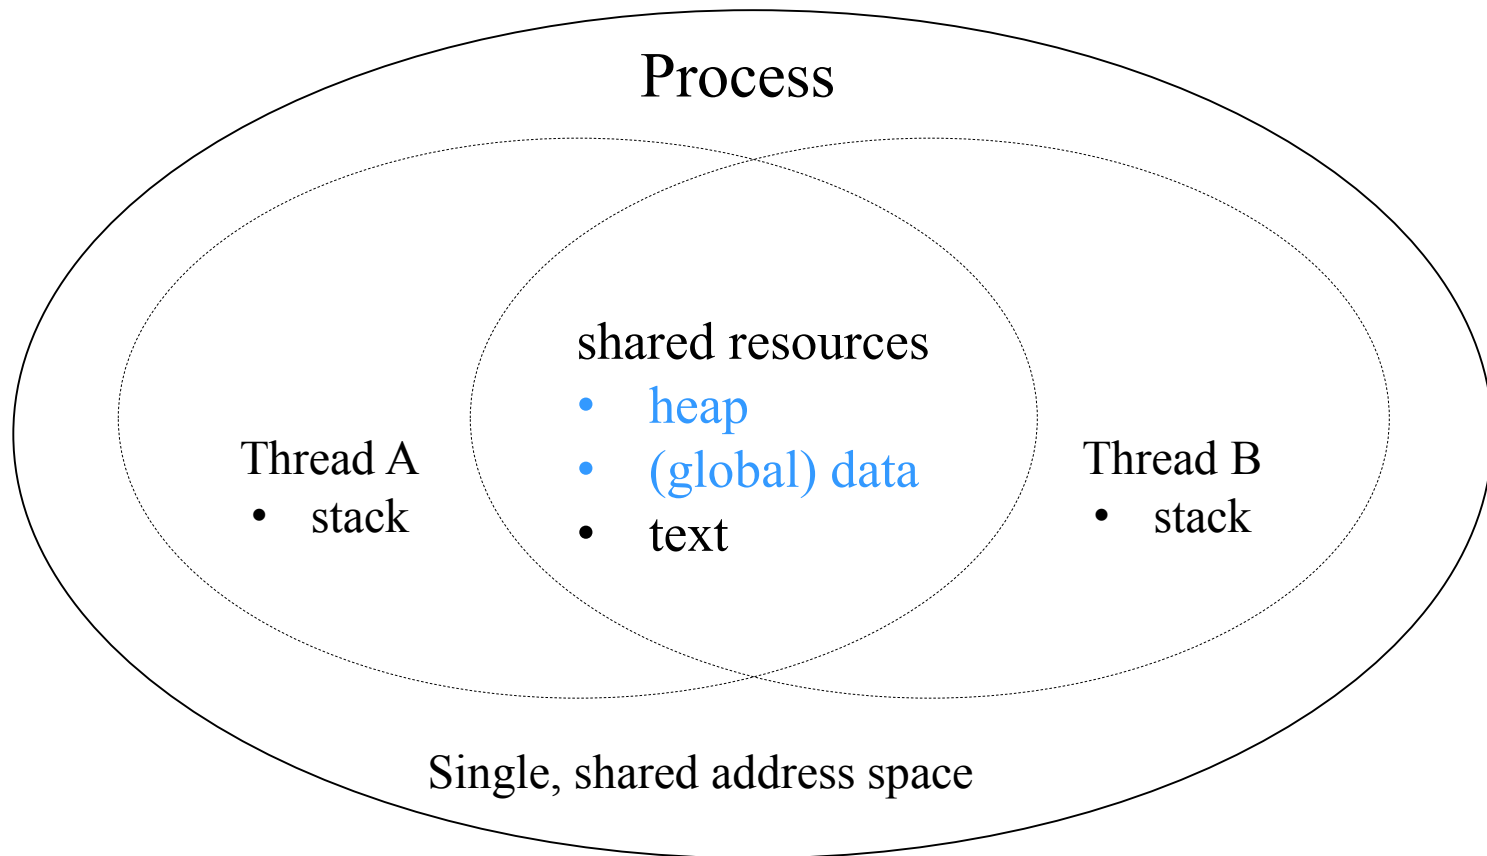 Process
shared resources
• heap
• (global) data
• text
Thread A
• stack
Thread B
• stack
Single, shared address space